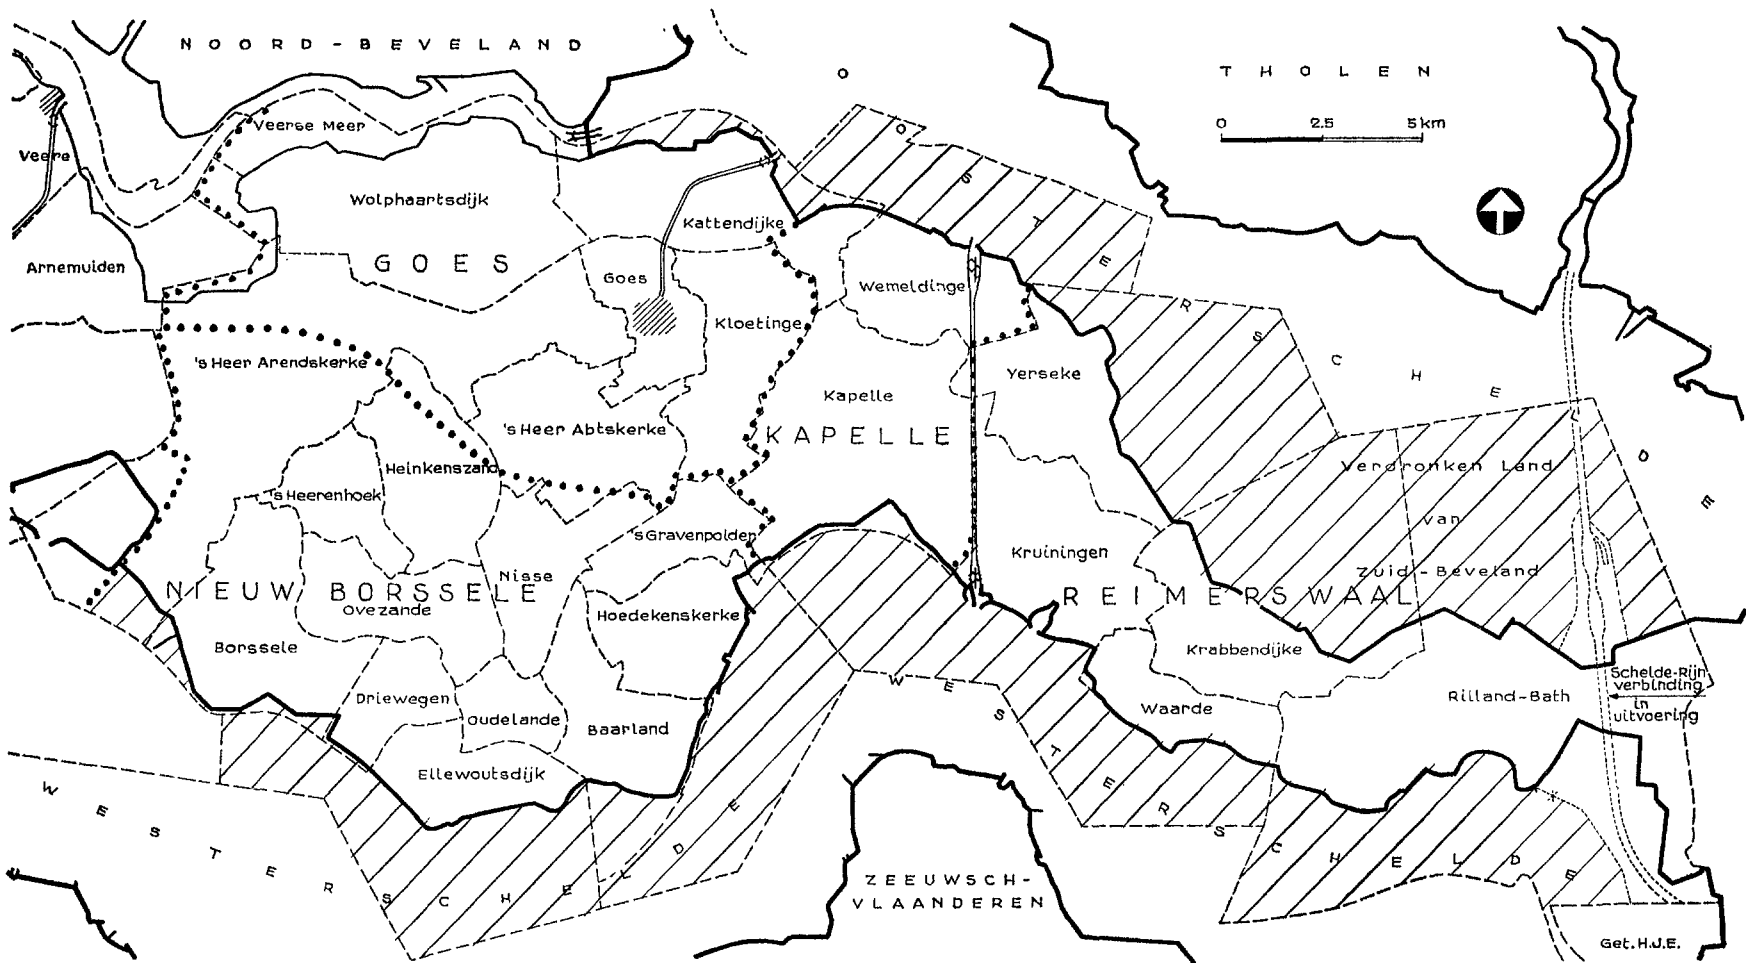 NOORD-BEVELAND
THOLEN
0 2.5 5 km
OOSTERSCHELDE
Veerse Meer
Veere
Wolphaartsdijk
Kattendijke
Arnemuiden
GOES
Goes
Wemeldinge
Kloetinge
's Heer Arendskerke
Yerseke
Kapelle
's Heer Abtskerke
KAPELLE
Heinkenszand
's Heerenhoek
Verdronken Land
van
Zuid-Beveland
's Gravenpolder
Kruiningen
Nisse
NIEUW BORSSELE
REIMERSWAAL
Ovezande
Hoedekenskerke
Borssele
Krabbendijke
Schelde-Rijn
verbinding
in
uitvoering
Driewegen
Rilland-Bath
Waarde
Oudelande
Baarland
Ellewoutsdijk
WESTERSCHELDE
WESTERSCHELDE
ZEEUWSCH-
VLAANDEREN
Get. H.J.E.